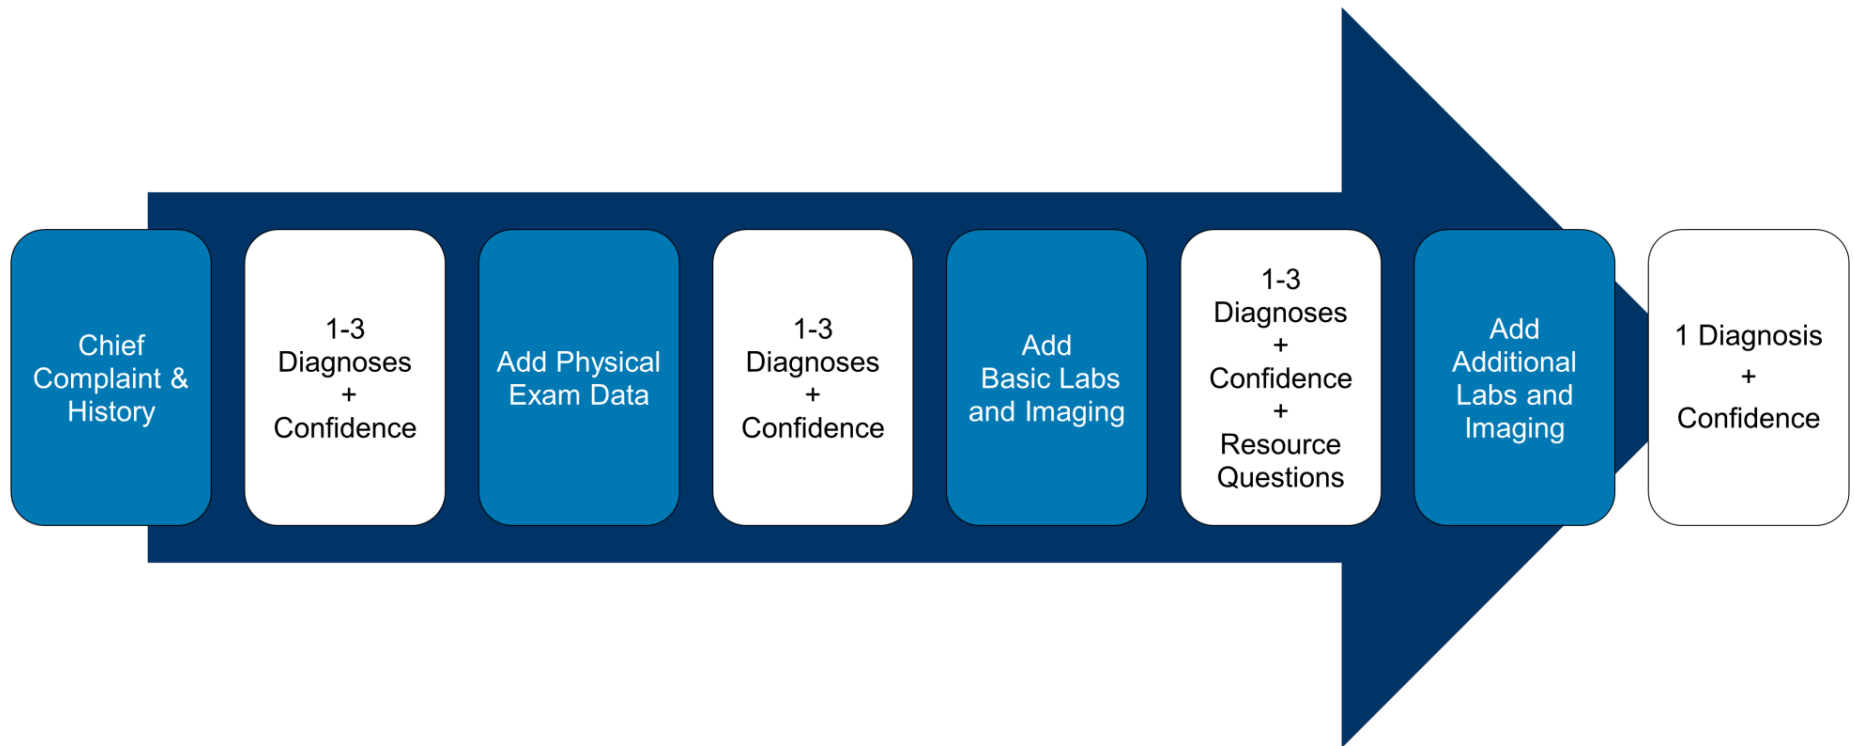 Chief
Complaint &
History
1-3
Diagnoses
+
Confidence
Add Physical
Exam Data
1-3
Diagnoses
+
Confidence
Add
Basic Labs
and Imaging
1-3
Diagnoses
+
Confidence
+
Resource
Questions
Add
Additional
Labs and
Imaging
1 Diagnosis
+
Confidence